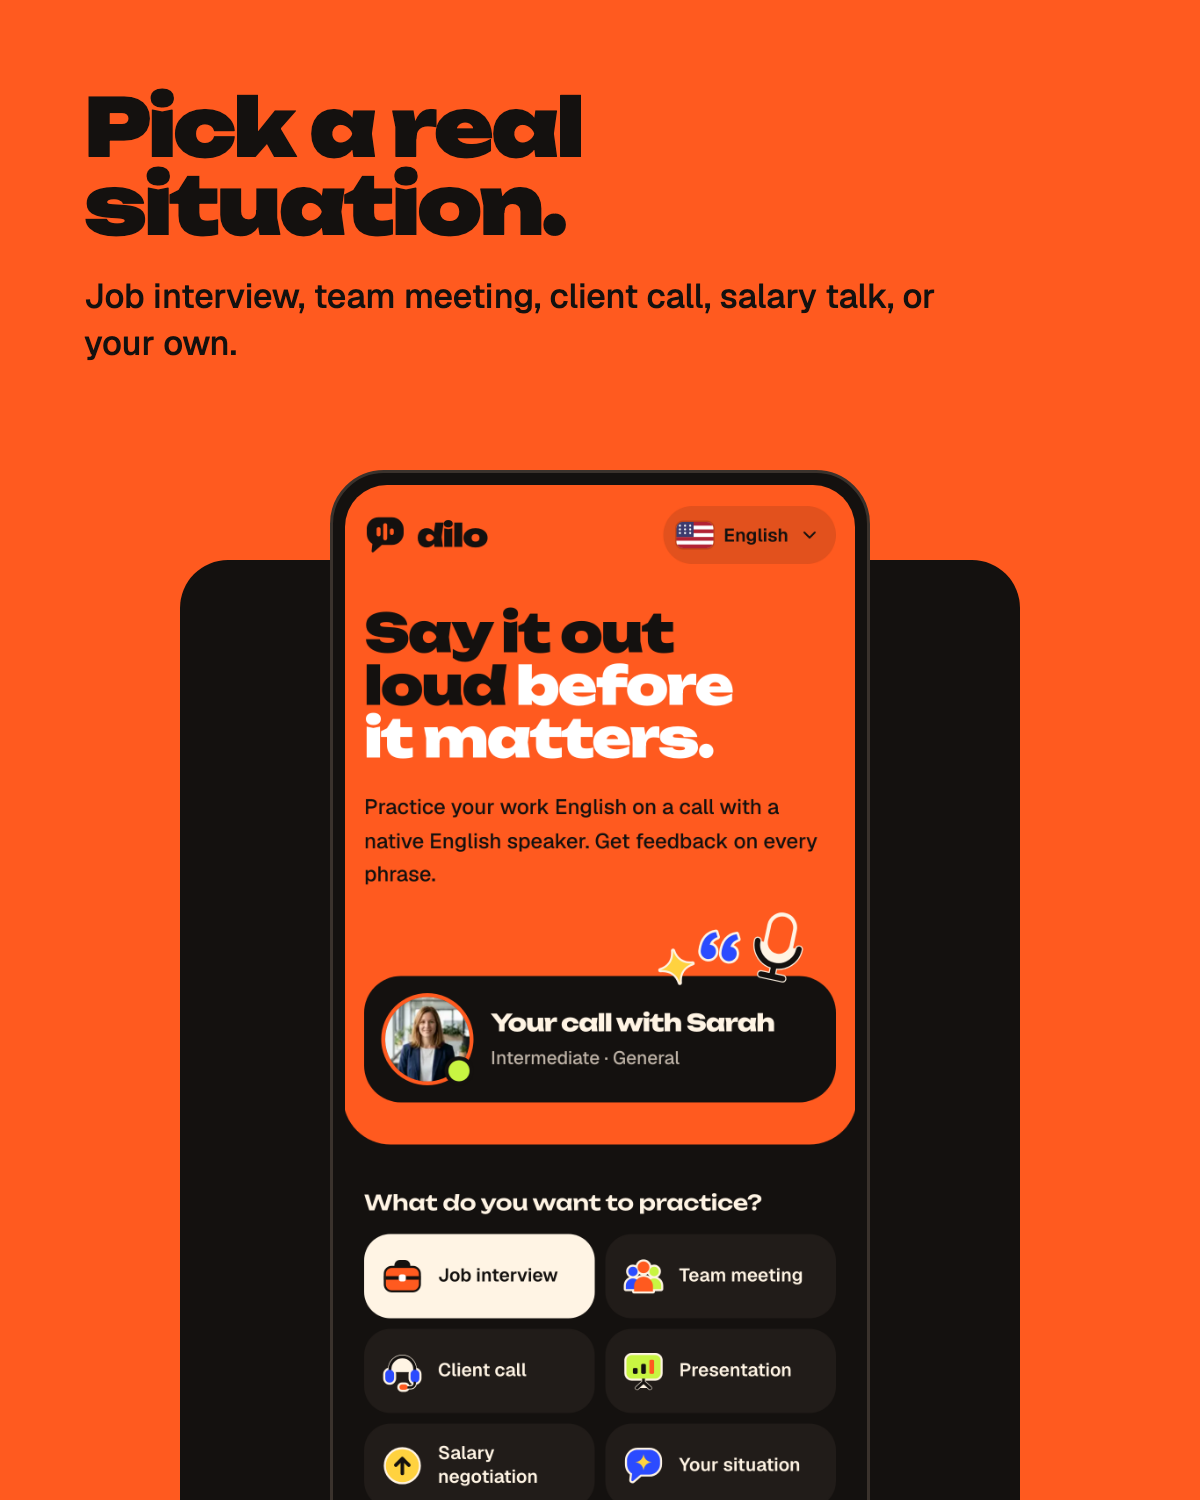 Pick a real
situation.
Job interview, team meeting, client call, salary talk, or
your own.
dilo
English
Say it out
loud before
it matters.
Practice your work English on a call with a
native English speaker. Get feedback on every
phrase.
Your call with Sarah
Intermediate · General
What do you want to practice?
Job interview
Team meeting
Client call
Presentation
Salary
negotiation
Your situation